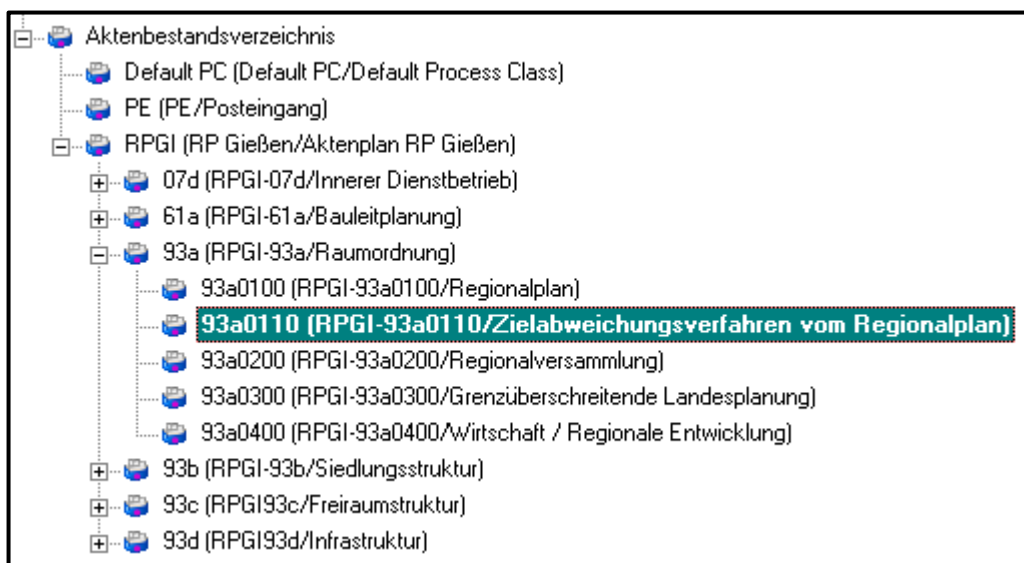 Aktenbestandsverzeichnis
Default PC (Default PC/Default Process Class)
PE (PE/Posteingang)
RPGI (RP Gießen/Aktenplan RP Gießen)
07d (RPGI-07d/Innerer Dienstbetrieb)
61a (RPGI-61a/Bauleitplanung)
93a (RPGI-93a/Raumordnung)
93a0100 (RPGI-93a0100/Regionalplan)
93a0110 (RPGI-93a0110/Zielabweichungsverfahren vom Regionalplan)
93a0200 (RPGI-93a0200/Regionalversammlung)
93a0300 (RPGI-93a0300/Grenzüberschreitende Landesplanung)
93a0400 (RPGI-93a0400/Wirtschaft / Regionale Entwicklung)
93b (RPGI-93b/Siedlungsstruktur)
93c (RPGI93c/Freiraumstruktur)
93d (RPGI93d/Infrastruktur)